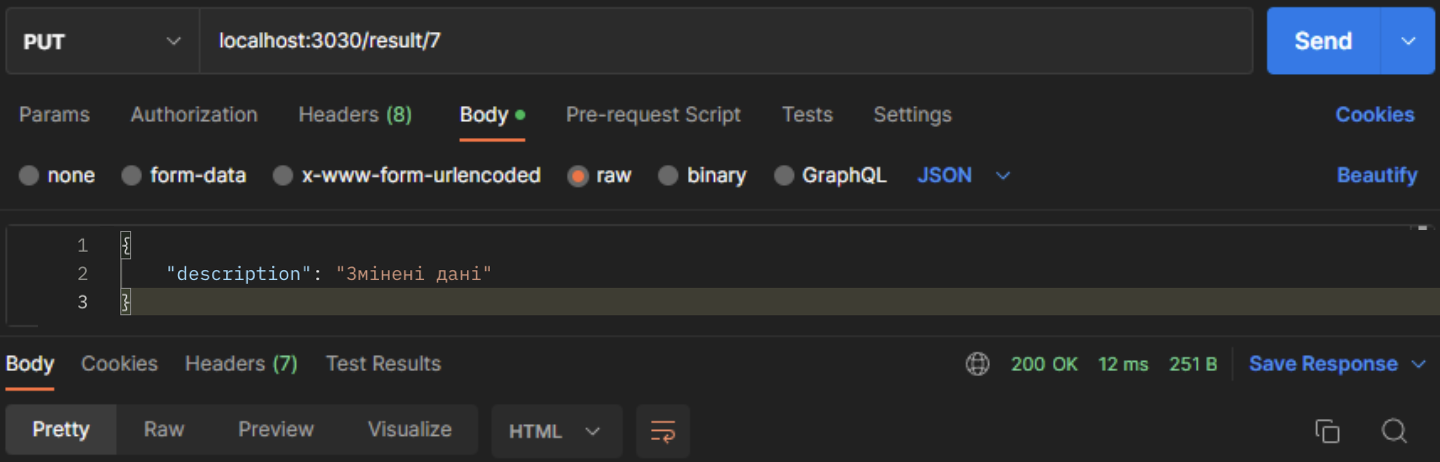 PUT localhost:3030/result/7 Send
Params Authorization Headers (8) Body Pre-request Script Tests Settings Cookies
none form-data x-www-form-urlencoded raw binary GraphQL JSON Beautify
1 {
2 "description": "Змінені дані"
3 }
Body Cookies Headers (7) Test Results 200 OK 12 ms 251 B Save Response
Pretty Raw Preview Visualize HTML